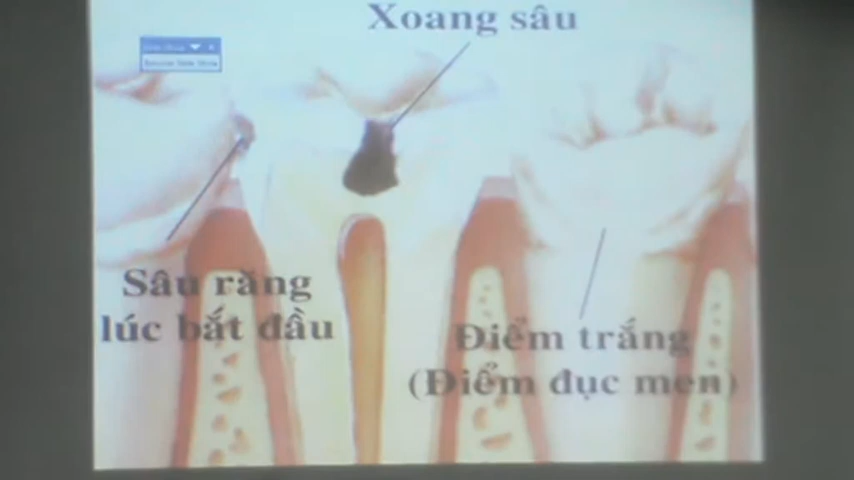 Xoang sâu
Sâu răng
lúc bắt đầu
Điểm trắng
(Điểm đục men)